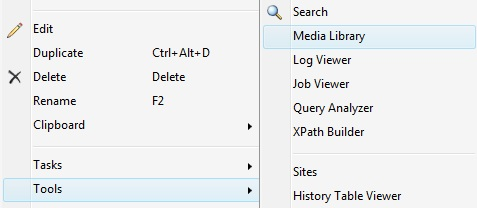 Edit
Duplicate Ctrl+Alt+D
Delete Delete
Rename F2
Clipboard
Tasks
Tools
Search
Media Library
Log Viewer
Job Viewer
Query Analyzer
XPath Builder
Sites
History Table Viewer